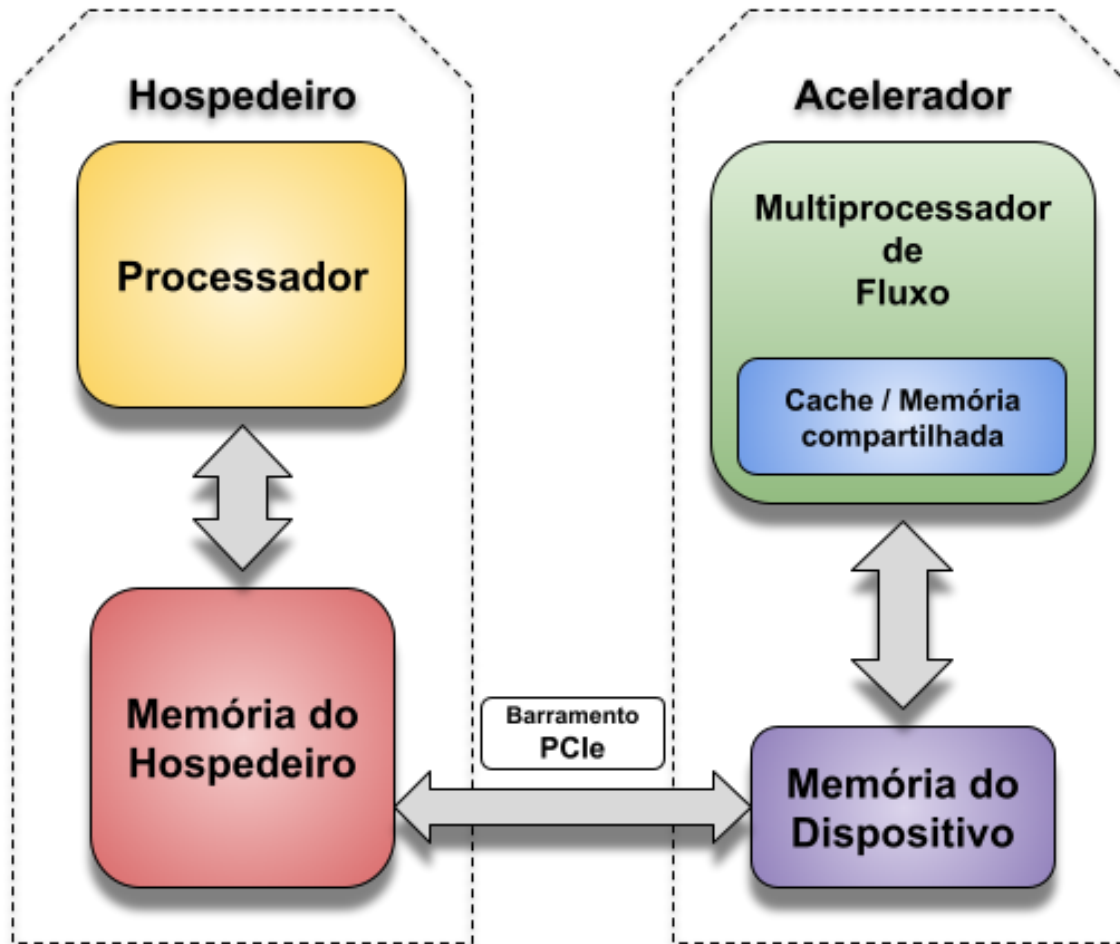 Hospedeiro
Processador
Memória do
Hospedeiro
Barramento
PCIe
Acelerador
Multiprocessador
de
Fluxo
Cache / Memória
compartilhada
Memória do
Dispositivo